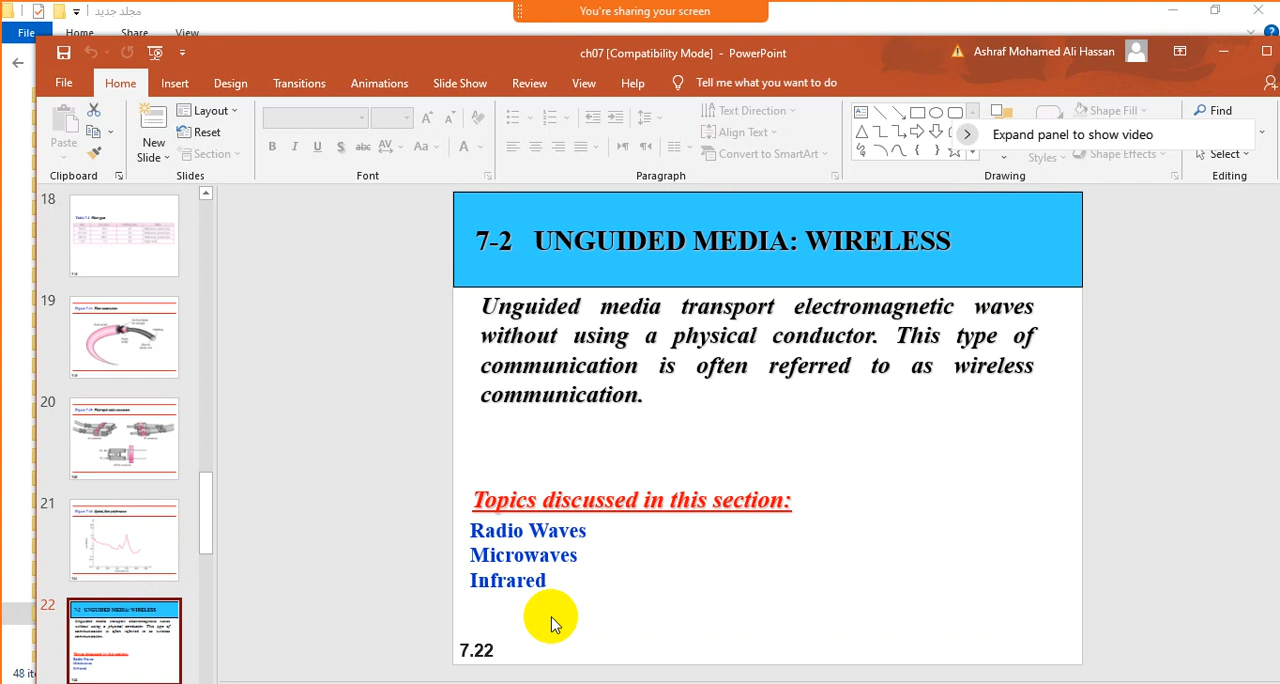 مجلد جديد
You're sharing your screen
File Home Share View
ch07 [Compatibility Mode] - PowerPoint
Ashraf Mohamed Ali Hassan
File Home Insert Design Transitions Animations Slide Show Review View Help Tell me what you want to do
Paste
New Slide
Layout
Reset
Section
Text Direction
Align Text
Convert to SmartArt
Shape Fill
Expand panel to show video
Styles
Shape Effects
Find
Select
Clipboard Slides Font Paragraph Drawing Editing
18
19
20
21
22
7-2 UNGUIDED MEDIA: WIRELESS
Unguided media transport electromagnetic waves
without using a physical conductor. This type of
communication is often referred to as wireless
communication.
Topics discussed in this section:
Radio Waves
Microwaves
Infrared
7.22
48 ite